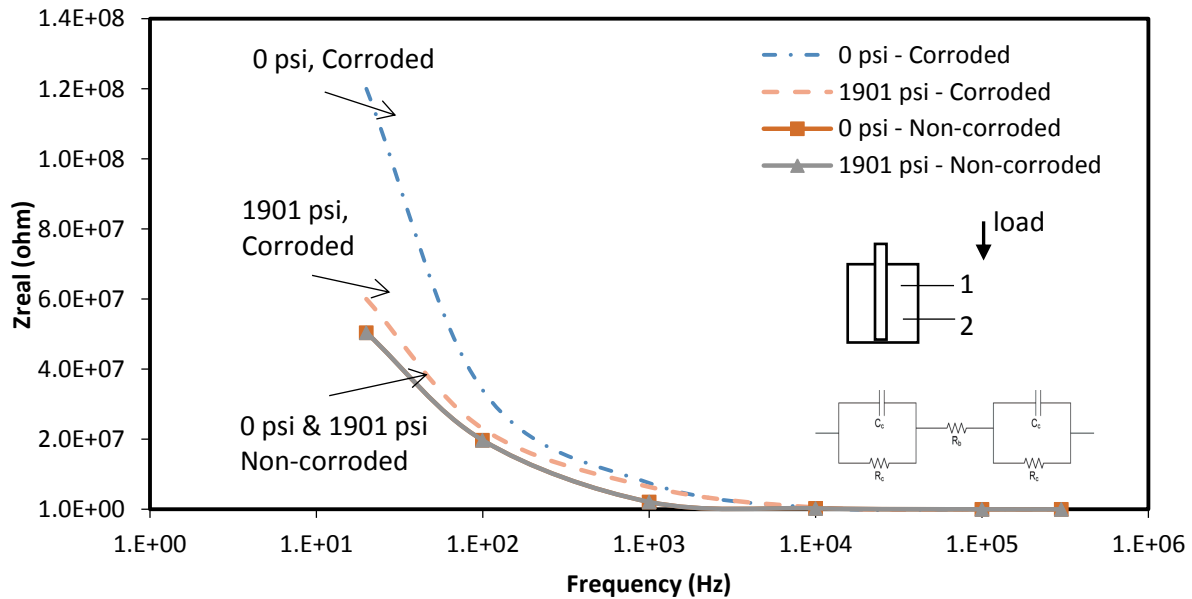 1.4E+08
1.2E+08
1.0E+08
8.0E+07
6.0E+07
4.0E+07
2.0E+07
1.0E+00
Zreal (ohm)
0 psi, Corroded
1901 psi,
Corroded
0 psi & 1901 psi
Non-corroded
0 psi - Corroded
1901 psi - Corroded
0 psi - Non-corroded
1901 psi - Non-corroded
load
1
2
Cc Cc
Rb
Rc Rc
1.E+00 1.E+01 1.E+02 1.E+03 1.E+04 1.E+05 1.E+06
Frequency (Hz)